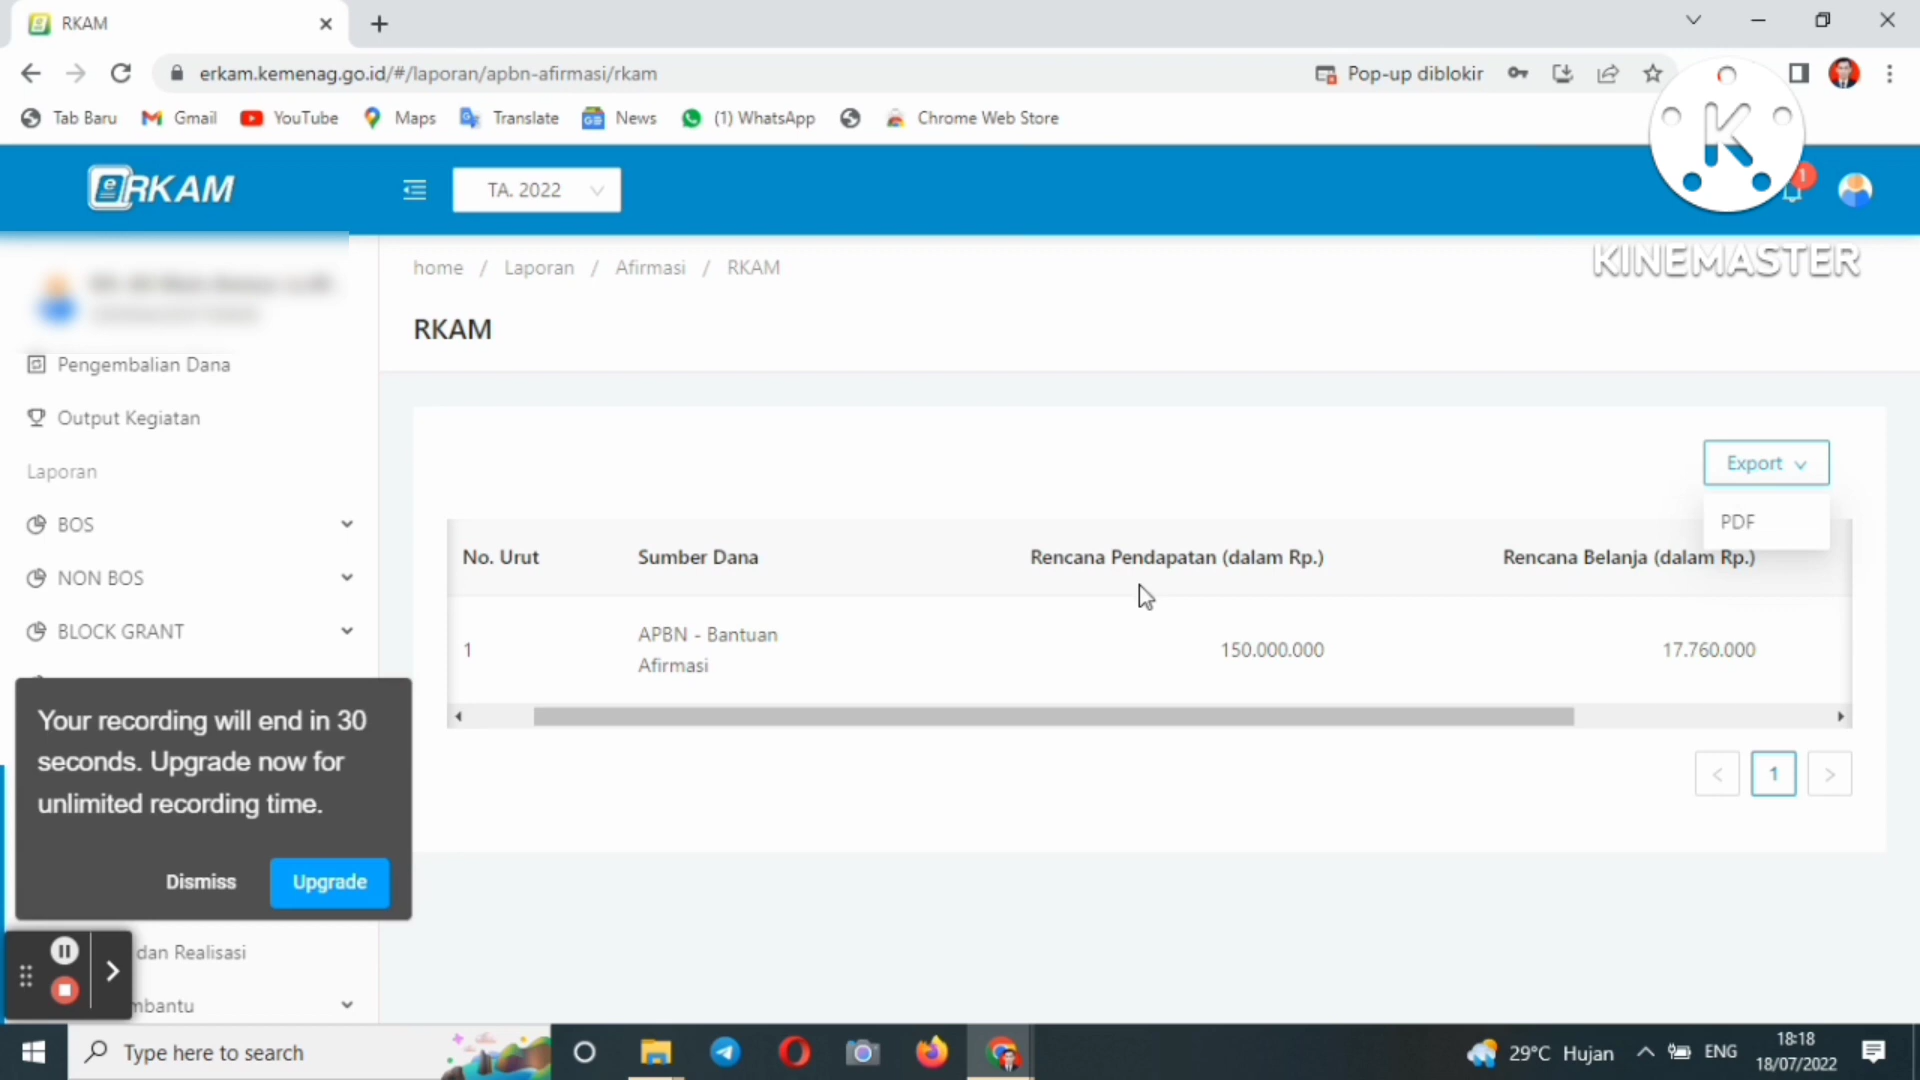 RKAM
erkam.kemenag.go.id/#/laporan/apbn-afirmasi/rkam
Pop-up diblokir
Tab Baru
Gmail
YouTube
Maps
Translate
News
(1) WhatsApp
Chrome Web Store
eRKAM
TA. 2022
1
K
KINEMASTER
home / Laporan / Afirmasi / RKAM
RKAM
Pengembalian Dana
Output Kegiatan
Laporan
BOS
NON BOS
BLOCK GRANT
Export
PDF
No. Urut
Sumber Dana
Rencana Pendapatan (dalam Rp.)
Rencana Belanja (dalam Rp.)
1
APBN - Bantuan
Afirmasi
150.000.000
17.760.000
< 1 >
Your recording will end in 30
seconds. Upgrade now for
unlimited recording time.
Dismiss
Upgrade
dan Realisasi
mbantu
Type here to search
29°C Hujan
ENG
18:18
18/07/2022